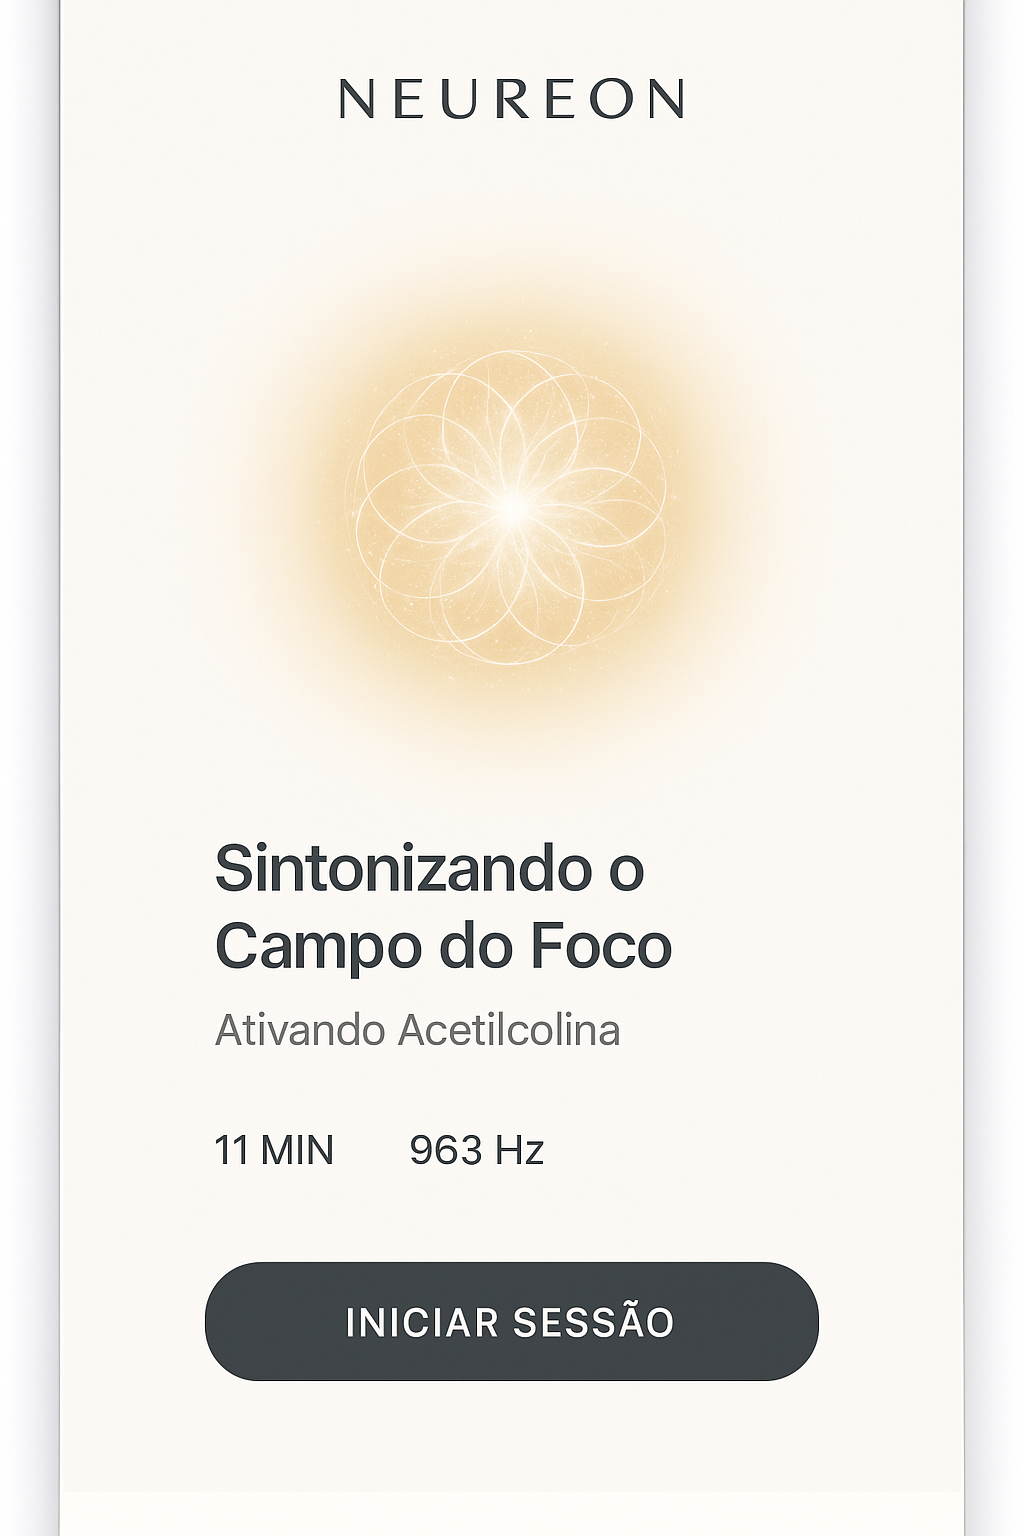 NEUREON
Sintonizando o
Campo do Foco
Ativando Acetilcolina
11 MIN 963 Hz
INICIAR SESSÃO